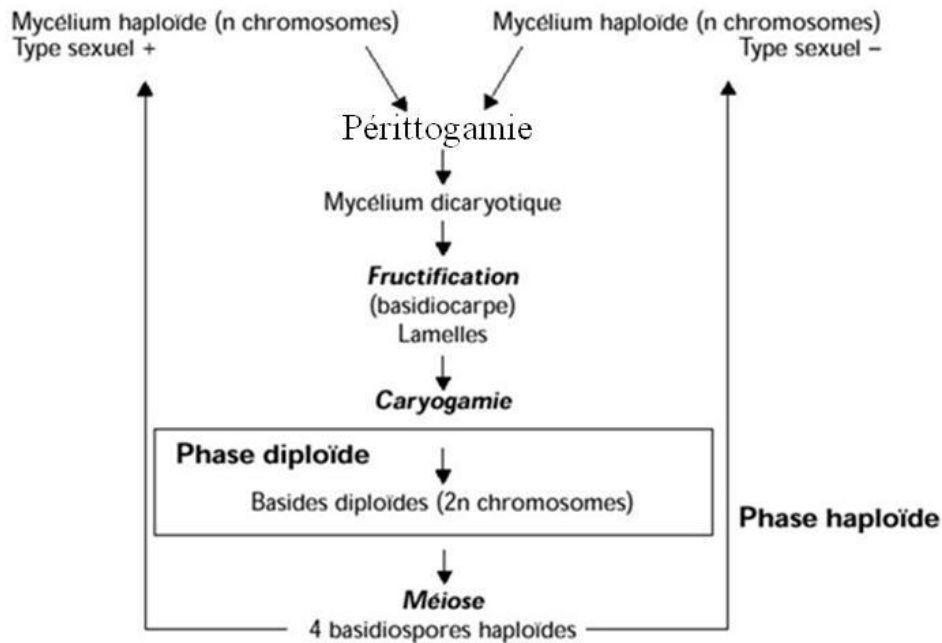 Mycélium haploïde (n chromosomes)
Type sexuel +
Mycélium haploïde (n chromosomes)
Type sexuel –
Périttogamie
Mycélium dicaryotique
Fructification
(basidiocarpe)
Lamelles
Caryogamie
Phase diploïde
Basides diploïdes (2n chromosomes)
Phase haploïde
Méiose
4 basidiospores haploïdes